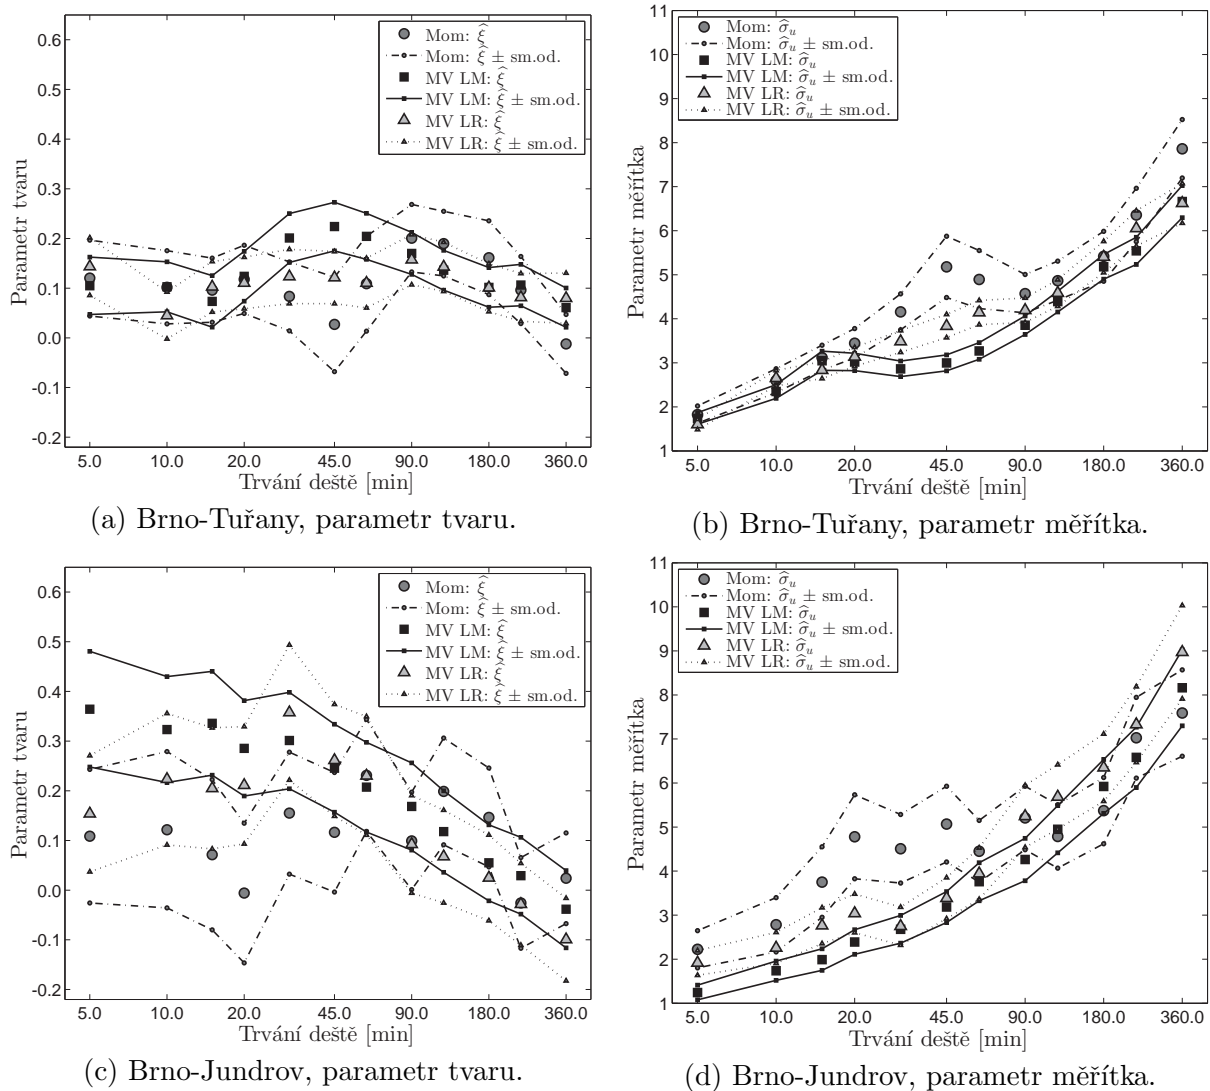 0.6
0.5
0.4
0.3
0.2
0.1
0.0
-0.1
-0.2
Parametr tvaru
Mom: ξ̂
Mom: ξ̂ ± sm.od.
MV LM: ξ̂
MV LM: ξ̂ ± sm.od.
MV LR: ξ̂
MV LR: ξ̂ ± sm.od.
5.0 10.0 20.0 45.0 90.0 180.0 360.0
Trvání deště [min]
(a) Brno-Tuřany, parametr tvaru.
11
10
9
8
7
6
5
4
3
2
1
Parametr měřítka
Mom: σ̂u
Mom: σ̂u ± sm.od.
MV LM: σ̂u
MV LM: σ̂u ± sm.od.
MV LR: σ̂u
MV LR: σ̂u ± sm.od.
5.0 10.0 20.0 45.0 90.0 180.0 360.0
Trvání deště [min]
(b) Brno-Tuřany, parametr měřítka.
0.6
0.5
0.4
0.3
0.2
0.1
0.0
-0.1
-0.2
Parametr tvaru
Mom: ξ̂
Mom: ξ̂ ± sm.od.
MV LM: ξ̂
MV LM: ξ̂ ± sm.od.
MV LR: ξ̂
MV LR: ξ̂ ± sm.od.
5.0 10.0 20.0 45.0 90.0 180.0 360.0
Trvání deště [min]
(c) Brno-Jundrov, parametr tvaru.
11
10
9
8
7
6
5
4
3
2
1
Parametr měřítka
Mom: σ̂u
Mom: σ̂u ± sm.od.
MV LM: σ̂u
MV LM: σ̂u ± sm.od.
MV LR: σ̂u
MV LR: σ̂u ± sm.od.
5.0 10.0 20.0 45.0 90.0 180.0 360.0
Trvání deště [min]
(d) Brno-Jundrov, parametr měřítka.